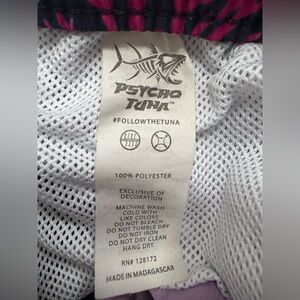 PSYCHO
TUNA™
#FOLLOWTHETUNA
100% POLYESTER
EXCLUSIVE OF
DECORATION
MACHINE WASH
COLD WITH
LIKE COLORS
DO NOT BLEACH
DO NOT TUMBLE DRY
DO NOT IRON
DO NOT DRY CLEAN
HANG DRY
RN# 128172
MADE IN MADAGASCAR